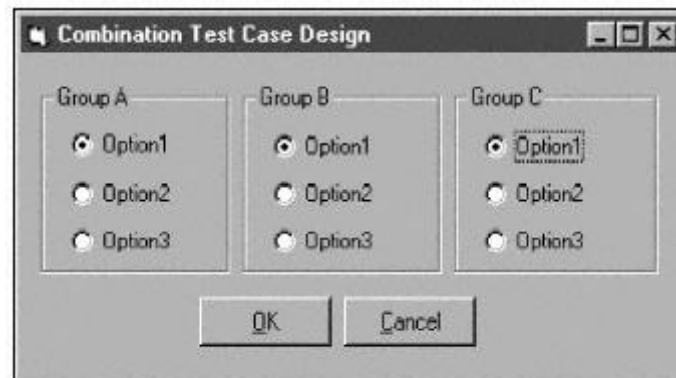 Combination Test Case Design
Group A
Option1
Option2
Option3
Group B
Option1
Option2
Option3
Group C
Option1
Option2
Option3
OK
Cancel